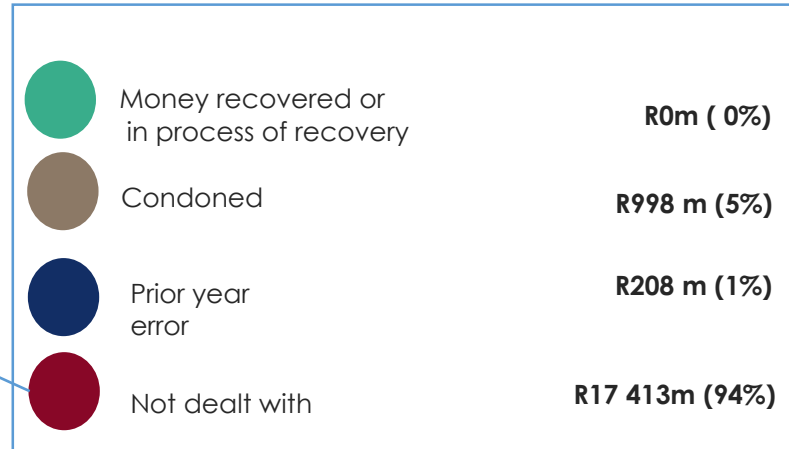 Money recovered or
in process of recovery
R0m ( 0%)
Condoned
R998 m (5%)
Prior year
error
R208 m (1%)
Not dealt with
R17 413m (94%)